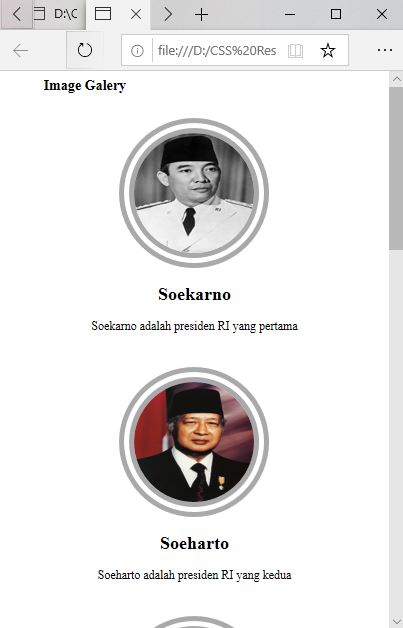 D:\C
file:///D:/CSS%20Res
Image Galery
Soekarno
Soekarno adalah presiden RI yang pertama
Soeharto
Soeharto adalah presiden RI yang kedua